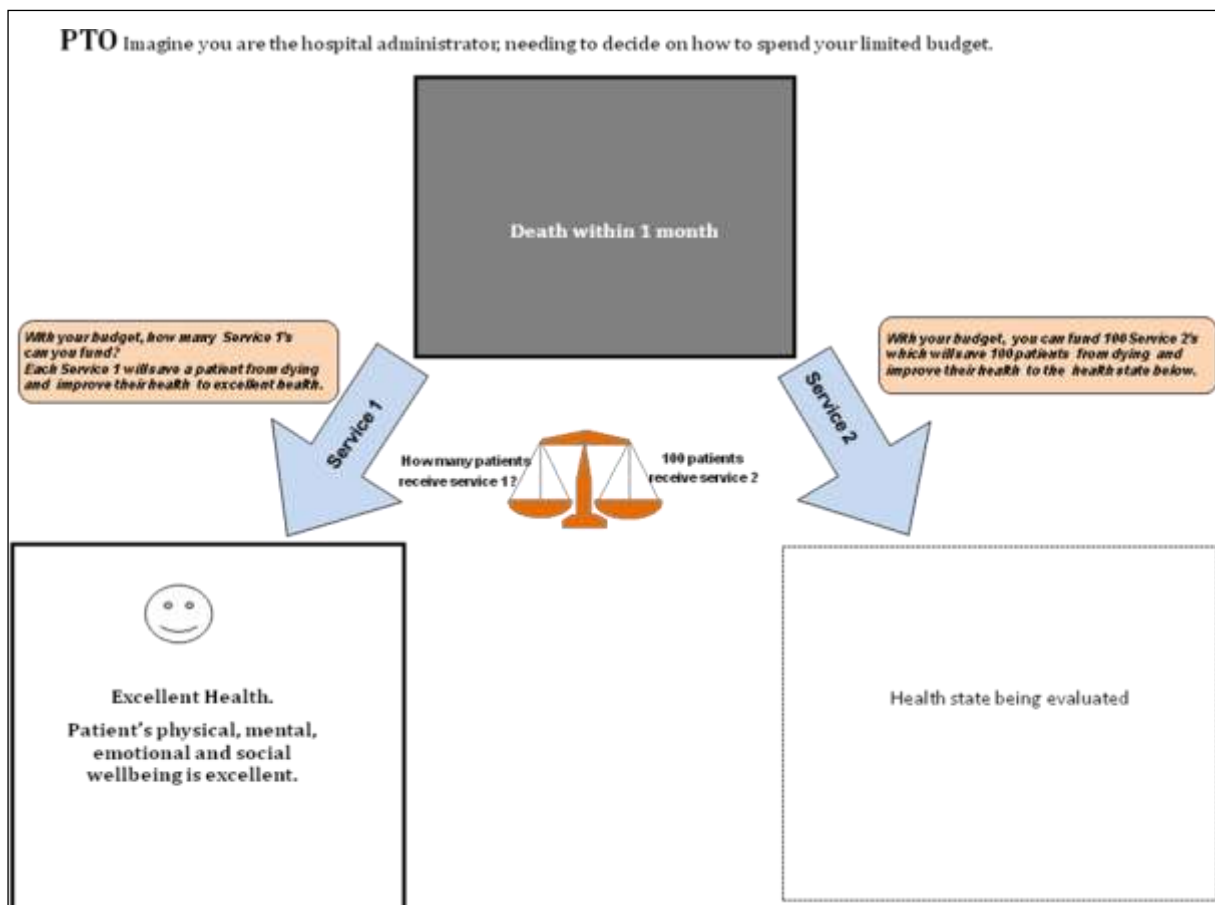 PTO Imagine you are the hospital administrator, needing to decide on how to spend your limited budget.
Death within 1 month
With your budget, how many Service 1's
can you fund?
Each Service 1 will save a patient from dying
and improve their health to excellent health.
With your budget, you can fund 100 Service 2's
which will save 100 patients from dying and
improve their health to the health state below.
Service 1
Service 2
How many patients
receive service 1?
100 patients
receive service 2
Excellent Health.
Patient's physical, mental,
emotional and social
wellbeing is excellent.
Health state being evaluated